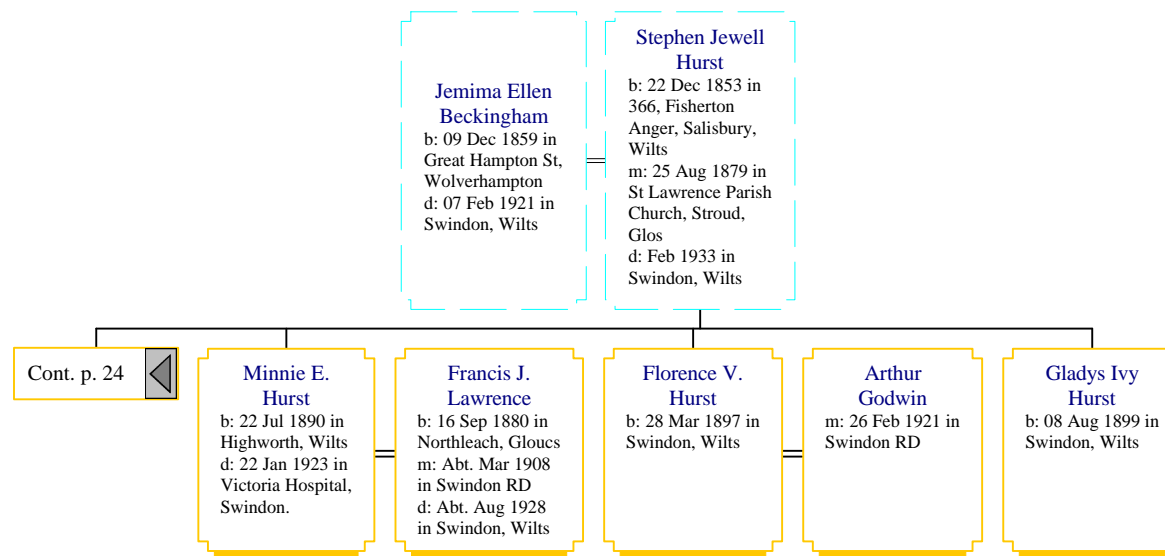 Jemima Ellen
Beckingham
b: 09 Dec 1859 in
Great Hampton St,
Wolverhampton
d: 07 Feb 1921 in
Swindon, Wilts
Stephen Jewell
Hurst
b: 22 Dec 1853 in
366, Fisherton
Anger, Salisbury,
Wilts
m: 25 Aug 1879 in
St Lawrence Parish
Church, Stroud,
Glos
d: Feb 1933 in
Swindon, Wilts
Cont. p. 24
Minnie E.
Hurst
b: 22 Jul 1890 in
Highworth, Wilts
d: 22 Jan 1923 in
Victoria Hospital,
Swindon.
Francis J.
Lawrence
b: 16 Sep 1880 in
Northleach, Gloucs
m: Abt. Mar 1908
in Swindon RD
d: Abt. Aug 1928
in Swindon, Wilts
Florence V.
Hurst
b: 28 Mar 1897 in
Swindon, Wilts
Arthur
Godwin
m: 26 Feb 1921 in
Swindon RD
Gladys Ivy
Hurst
b: 08 Aug 1899 in
Swindon, Wilts